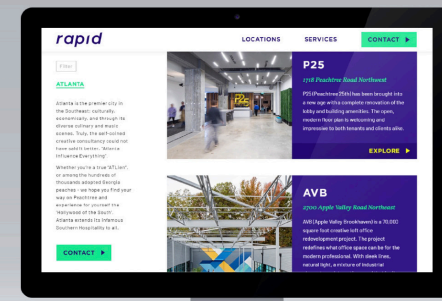 rapid
LOCATIONS
SERVICES
CONTACT
Filter
ATLANTA
Atlanta is the premier city in
the Southeast; culturally,
economically, and through its
diverse culinary and music
scenes. Truly, the self-coined
creative consultancy could not
have said it better, 'Atlanta
Influence Everything'.
Whether you're a true "ATLien",
or among the hundreds of
thousands adopted Georgia
peaches - we hope you find your
way on Peachtree and
experience for yourself the
'Hollywood of the South'.
Atlanta extends its infamous
Southern Hospitality to all.
CONTACT
P25
P25
1718 Peachtree Road Northwest
P25 (Peachtree 25th) has been brought into
a new age with a complete renovation of the
lobby and building amenities. The open,
modern floor plan is welcoming and
impressive to both tenants and clients alike.
EXPLORE
AVB
2700 Apple Valley Road Northeast
AVB (Apple Valley Brookhaven) is a 70,000
square foot creative loft office
redevelopment project. The project
redefines what office space can be for the
modern professional. With sleek lines,
natural light, a mixture of industrial